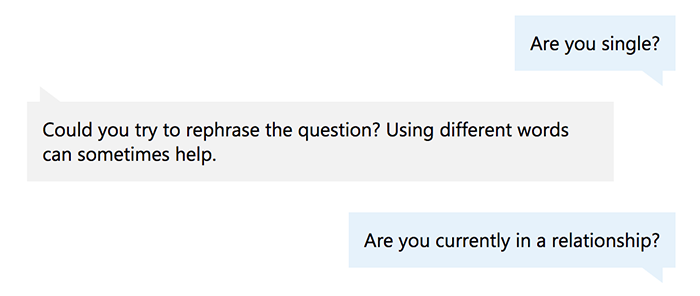 Are you single?
Could you try to rephrase the question? Using different words
can sometimes help.
Are you currently in a relationship?